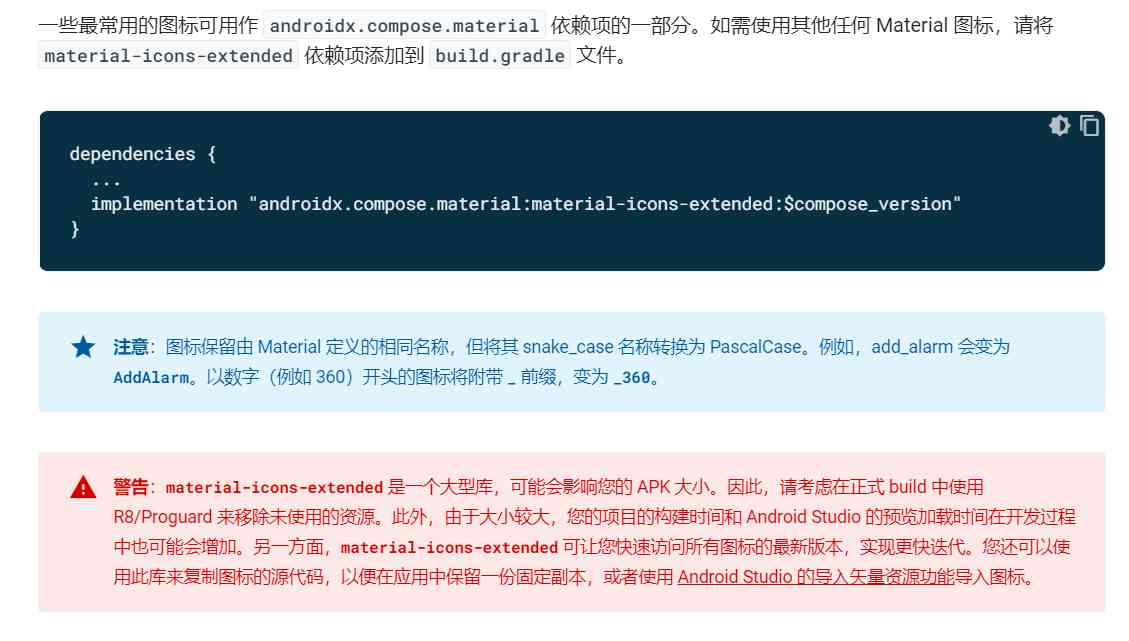 一些最常用的图标可用作 androidx.compose.material 依赖项的一部分。如需使用其他任何 Material 图标，请将
material-icons-extended 依赖项添加到 build.gradle 文件。
dependencies {
  ...
  implementation "androidx.compose.material:material-icons-extended:$compose_version"
}
注意：图标保留由 Material 定义的相同名称，但将其 snake_case 名称转换为 PascalCase。例如，add_alarm 会变为
AddAlarm。以数字（例如 360）开头的图标将附带 _ 前缀，变为 _360。
警告：material-icons-extended 是一个大型库，可能会影响您的 APK 大小。因此，请考虑在正式 build 中使用
R8/Proguard 来移除未使用的资源。此外，由于大小较大，您的项目的构建时间和 Android Studio 的预览加载时间在开发过程
中也可能会增加。另一方面，material-icons-extended 可让您快速访问所有图标的最新版本，实现更快迭代。您还可以使
用此库来复制图标的源代码，以便在应用中保留一份固定副本，或者使用 Android Studio 的导入矢量资源功能导入图标。